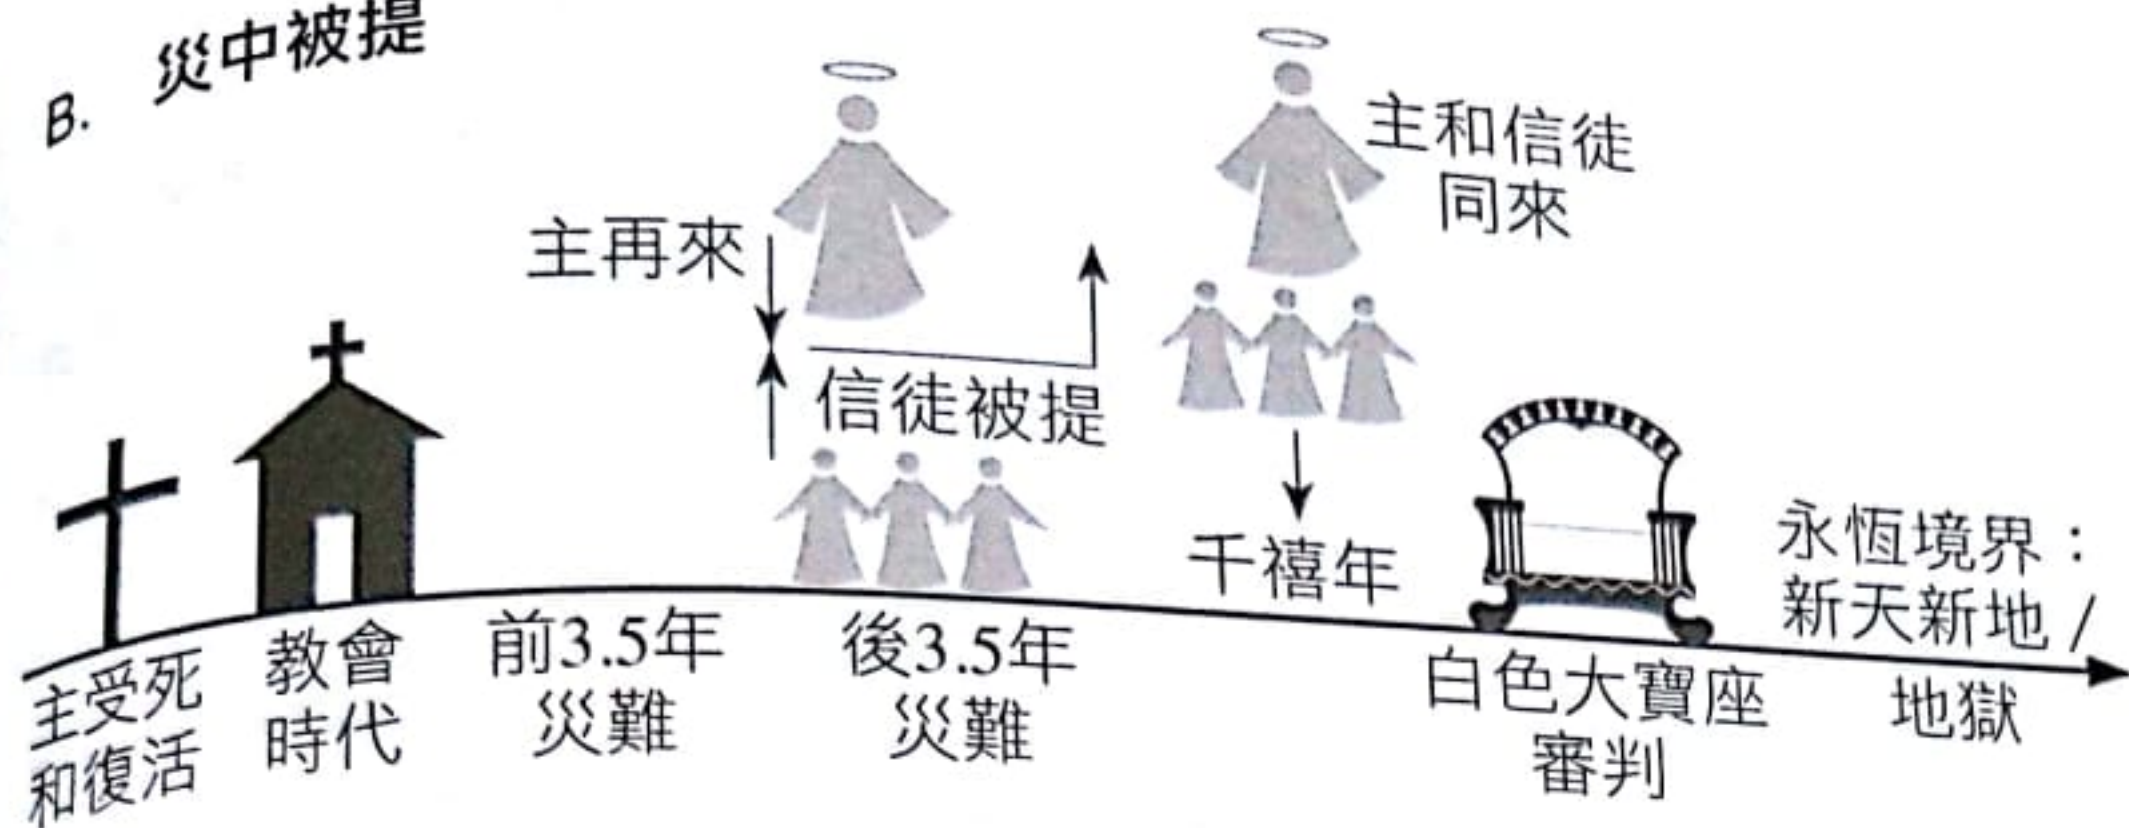 B. 災中被提
主再來
信徒被提
主和信徒
同來
千禧年
主受死
和復活
教會
時代
前3.5年
災難
後3.5年
災難
白色大寶座
審判
永恆境界：
新天新地/
地獄